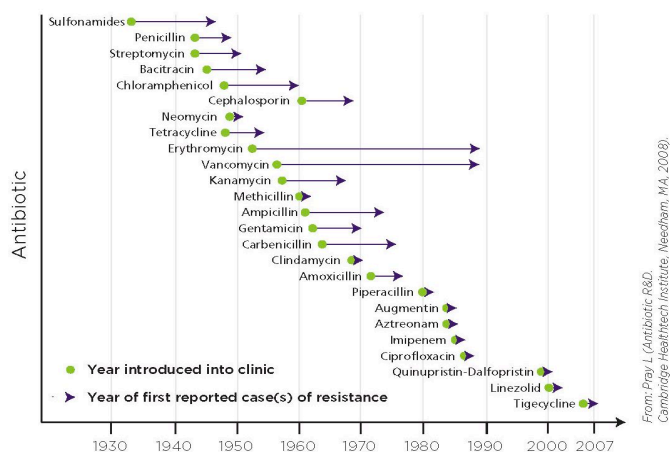 Sulfonamides
Penicillin
Streptomycin
Bacitracin
Chloramphenicol
Cephalosporin
Neomycin
Tetracycline
Erythromycin
Vancomycin
Kanamycin
Methicillin
Ampicillin
Gentamicin
Carbenicillin
Clindamycin
Amoxicillin
Piperacillin
Augmentin
Aztreonam
Imipenem
Ciprofloxacin
Quinupristin-Dalfopristin
Linezolid
Tigecycline
Antibiotic
Year introduced into clinic
Year of first reported case(s) of resistance
1930 1940 1950 1960 1970 1980 1990 2000 2007
From: Pray L (Antibiotic R&D.
Cambridge Healthtech Institute, Needham, MA, 2008).